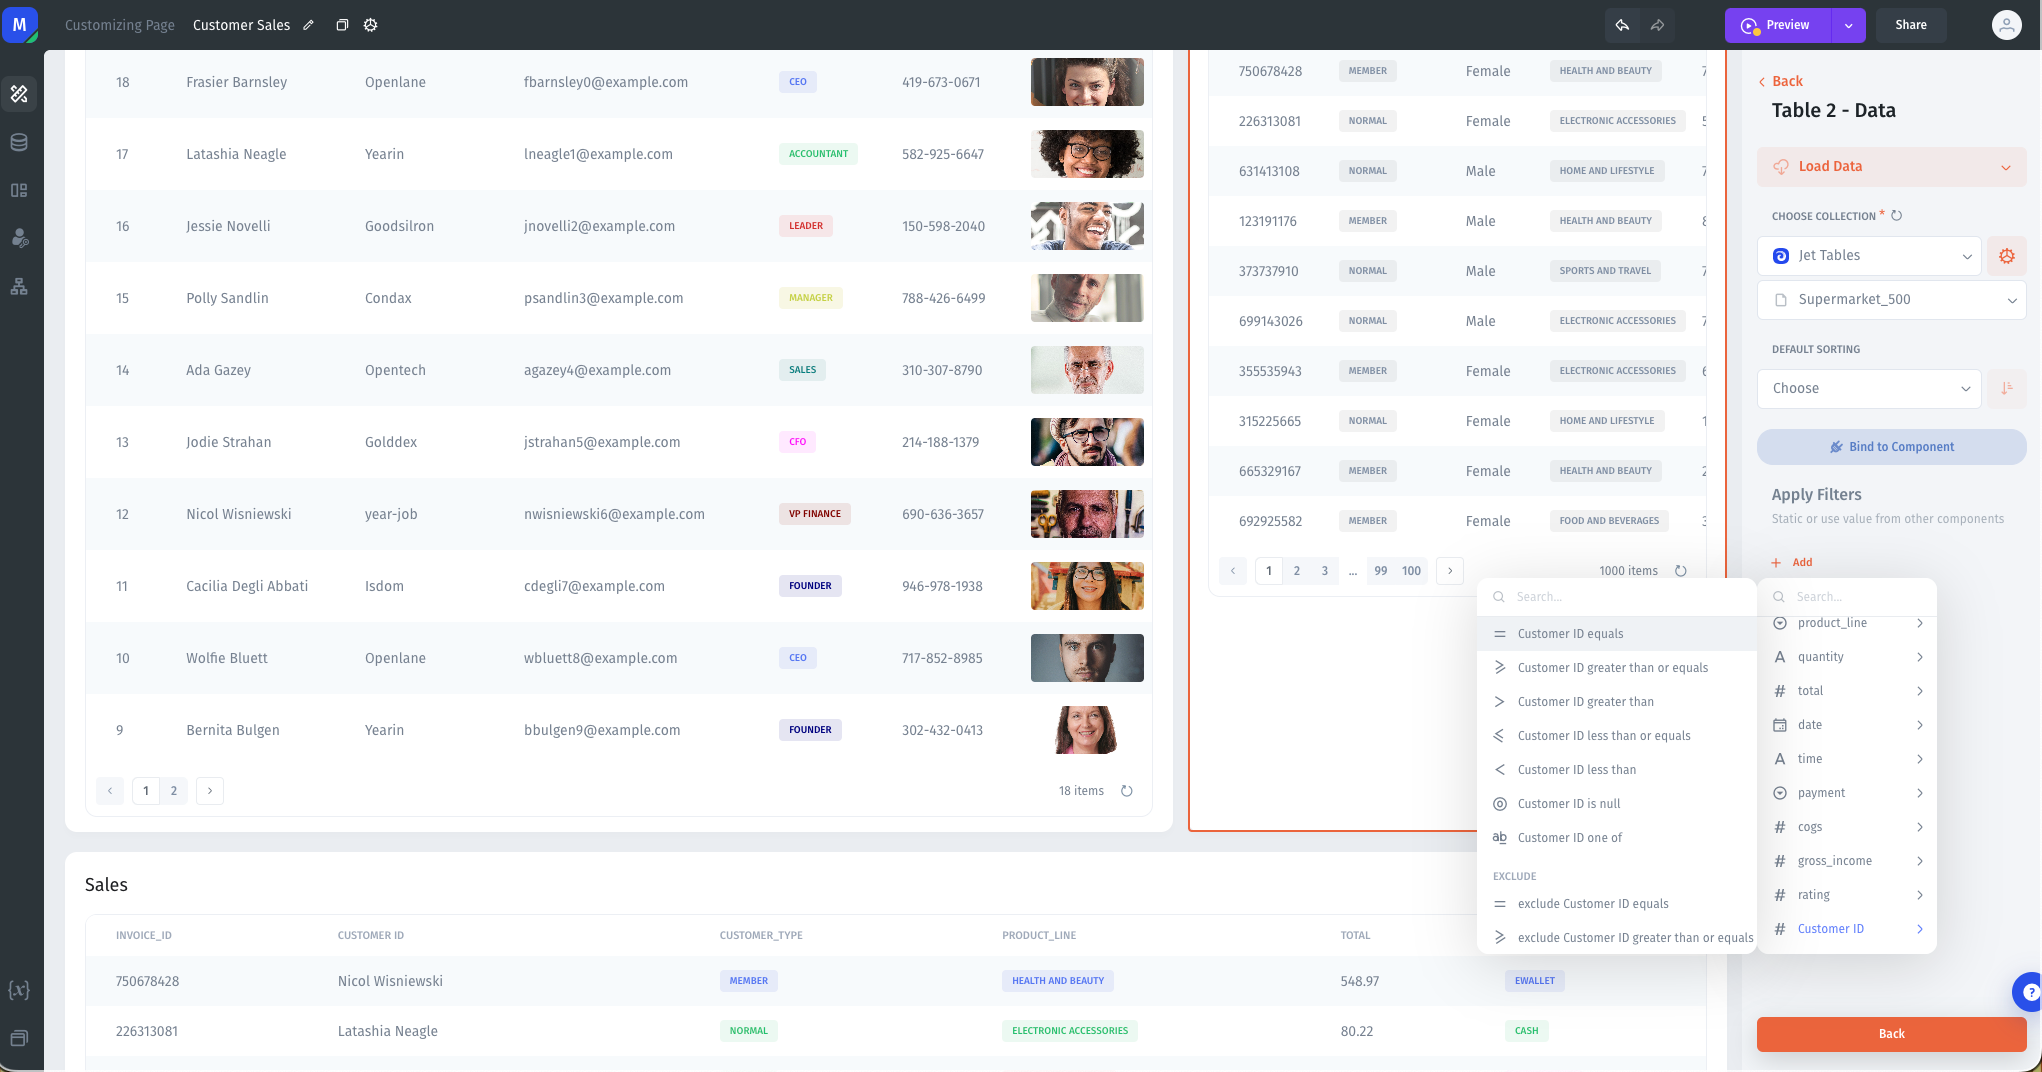 M
Customizing Page
Customer Sales
Preview
Share
18 Frasier Barnsley Openlane fbarnsley0@example.com CEO 419-673-0671
17 Latashia Neagle Yearin lneagle1@example.com ACCOUNTANT 582-925-6647
16 Jessie Novelli Goodsilron jnovelli2@example.com LEADER 150-598-2040
15 Polly Sandlin Condax psandlin3@example.com MANAGER 788-426-6499
14 Ada Gazey Opentech agazey4@example.com SALES 310-307-8790
13 Jodie Strahan Golddex jstrahan5@example.com CFO 214-188-1379
12 Nicol Wisniewski year-job nwisniewski6@example.com VP FINANCE 690-636-3657
11 Cacilia Degli Abbati Isdom cdegli7@example.com FOUNDER 946-978-1938
10 Wolfie Bluett Openlane wbluett8@example.com CEO 717-852-8985
9 Bernita Bulgen Yearin bbulgen9@example.com FOUNDER 302-432-0413
< 1 2 > 18 items
750678428 MEMBER Female HEALTH AND BEAUTY 7
226313081 NORMAL Female ELECTRONIC ACCESSORIES 5
631413108 NORMAL Male HOME AND LIFESTYLE 7
123191176 MEMBER Male HEALTH AND BEAUTY 8
373737910 NORMAL Male SPORTS AND TRAVEL 7
699143026 NORMAL Male ELECTRONIC ACCESSORIES 7
355535943 MEMBER Female ELECTRONIC ACCESSORIES 6
315225665 NORMAL Female HOME AND LIFESTYLE 1
665329167 MEMBER Female HEALTH AND BEAUTY 2
692925582 MEMBER Female FOOD AND BEVERAGES 3
< 1 2 3 ... 99 100 > 1000 items
Sales
INVOICE_ID CUSTOMER ID CUSTOMER_TYPE PRODUCT_LINE TOTAL
750678428 Nicol Wisniewski MEMBER HEALTH AND BEAUTY 548.97 EWALLET
226313081 Latashia Neagle NORMAL ELECTRONIC ACCESSORIES 80.22 CASH
Search...
Customer ID equals
Customer ID greater than or equals
Customer ID greater than
Customer ID less than or equals
Customer ID less than
Customer ID is null
Customer ID one of
EXCLUDE
exclude Customer ID equals
exclude Customer ID greater than or equals
Back
Table 2 - Data
Load Data
CHOOSE COLLECTION *
Jet Tables
Supermarket_500
DEFAULT SORTING
Choose
Bind to Component
Apply Filters
Static or use value from other components
+ Add
Search...
product_line
quantity
total
date
time
payment
cogs
gross_income
rating
Customer ID
?
Back